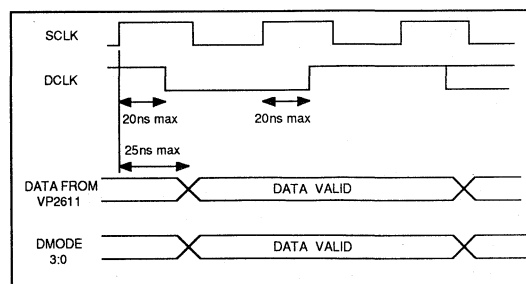 SCLK
DCLK
20ns max
20ns max
25ns max
DATA FROM
VP2611
DATA VALID
DMODE
3:0
DATA VALID